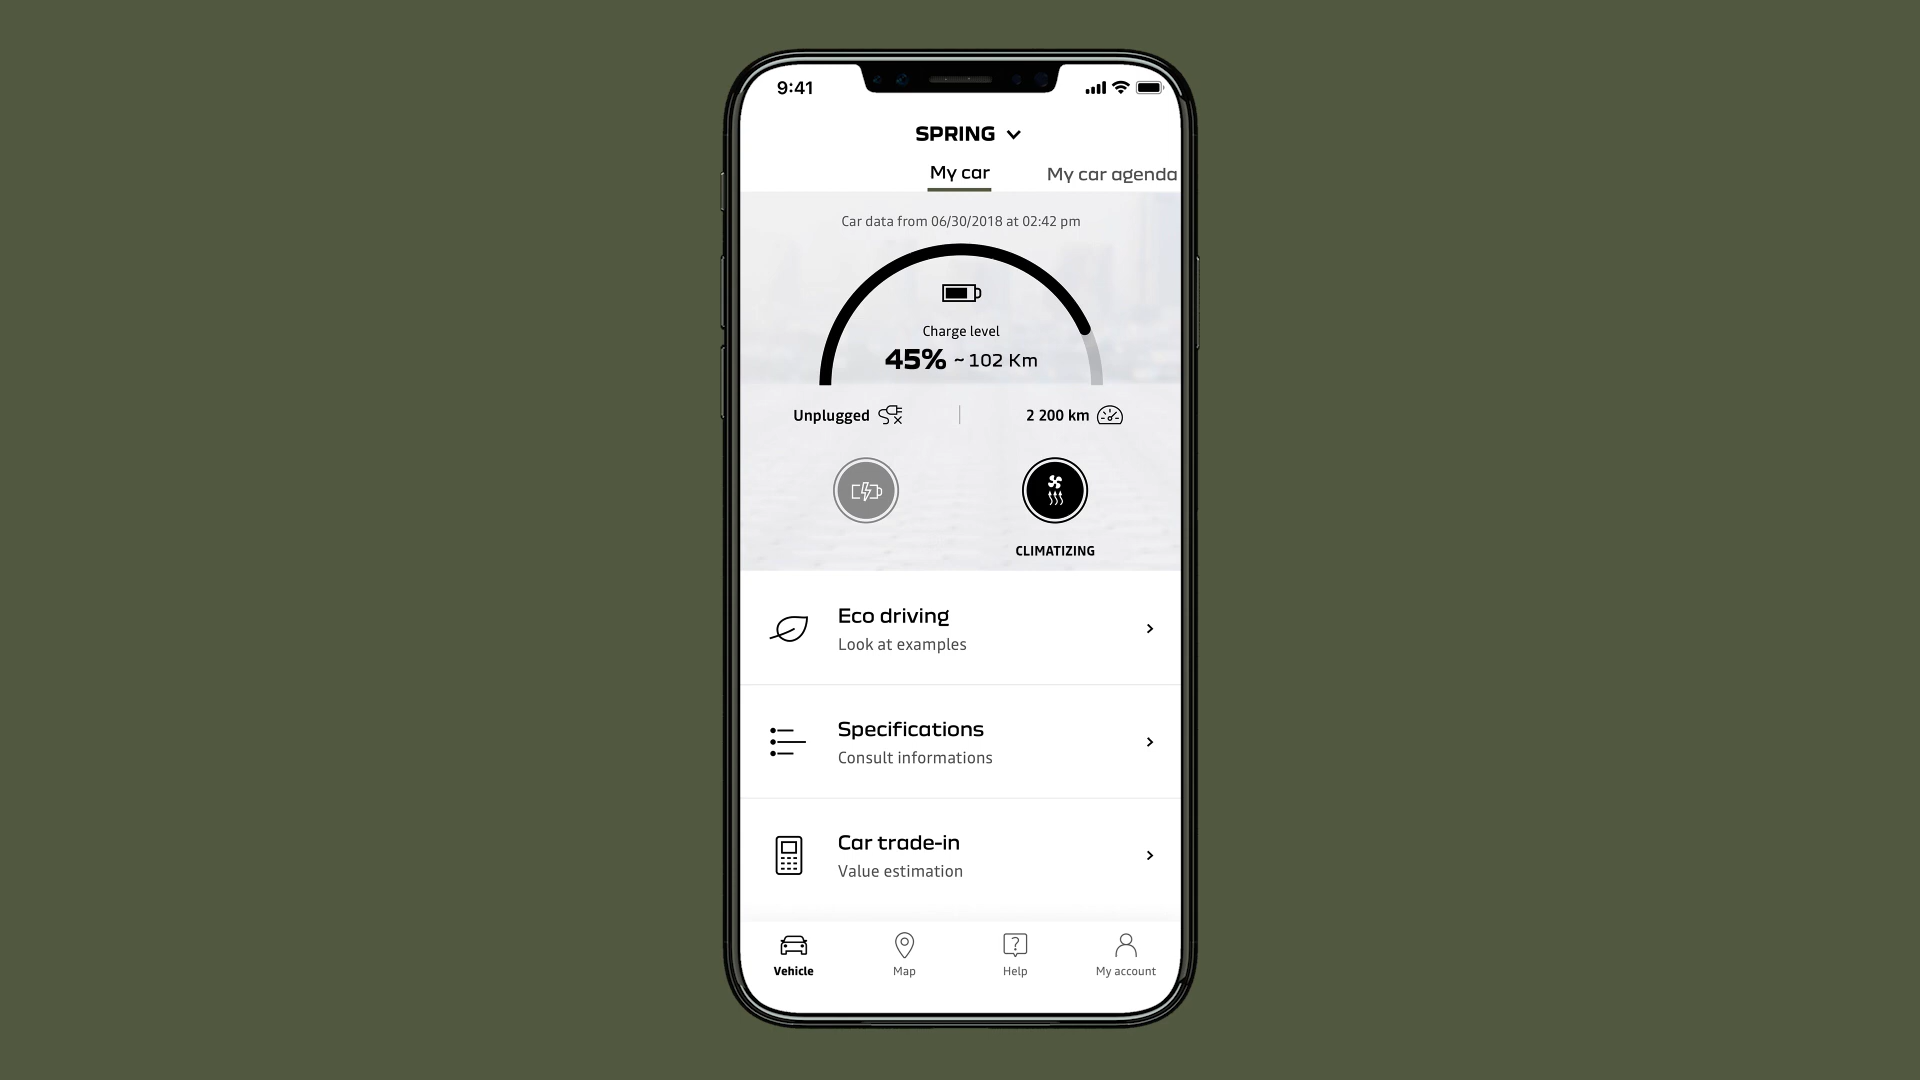 9:41
SPRING
My car
My car agenda
Car data from 06/30/2018 at 02:42 pm
Charge level
45% ~ 102 Km
Unplugged
2 200 km
CLIMATIZING
Eco driving
Look at examples
Specifications
Consult informations
Car trade-in
Value estimation
Vehicle
Map
? Help
My account